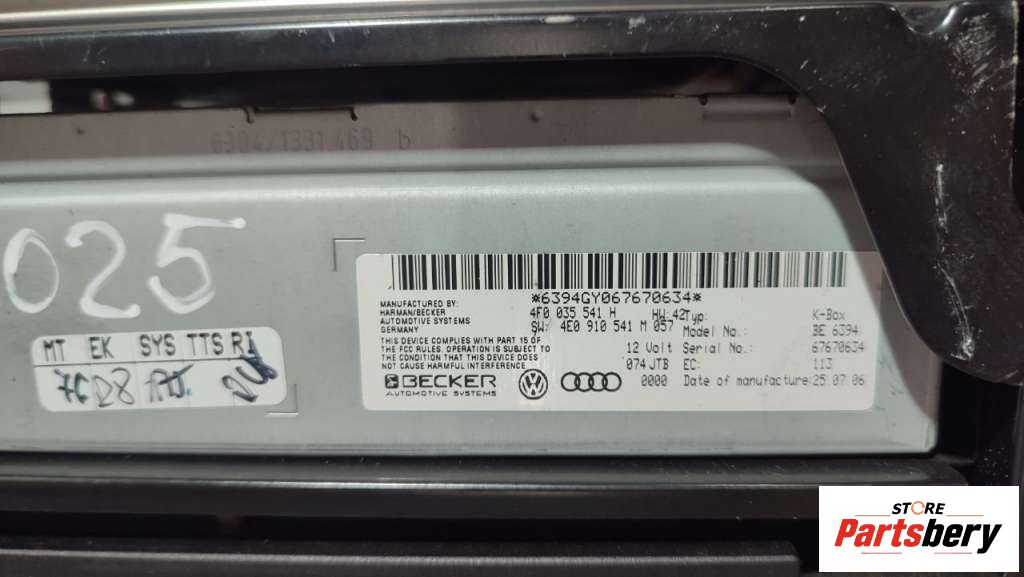 6394/1331 469 b
025
MT EK SYS TTS RI
76 R8
*6394GY067670634*
MANUFACTURED BY:
HARMAN/BECKER
AUTOMOTIVE SYSTEMS
GERMANY
4F0 035 541 H HW: 42 Typ: K-Box
SW: 4E0 910 541 M 057 Model No.: BE 6394
THIS DEVICE COMPLIES WITH PART 15 OF
THE FCC RULES. OPERATION IS SUBJECT TO
THE CONDITION THAT THIS DEVICE DOES
NOT CAUSE HARMFUL INTERFERENCE
12 Volt Serial No.: 67670634
074 JTB EC: 113
0000 Date of manufacture: 25.07.06
BECKER
AUTOMOTIVE SYSTEMS
STORE
Partsbery